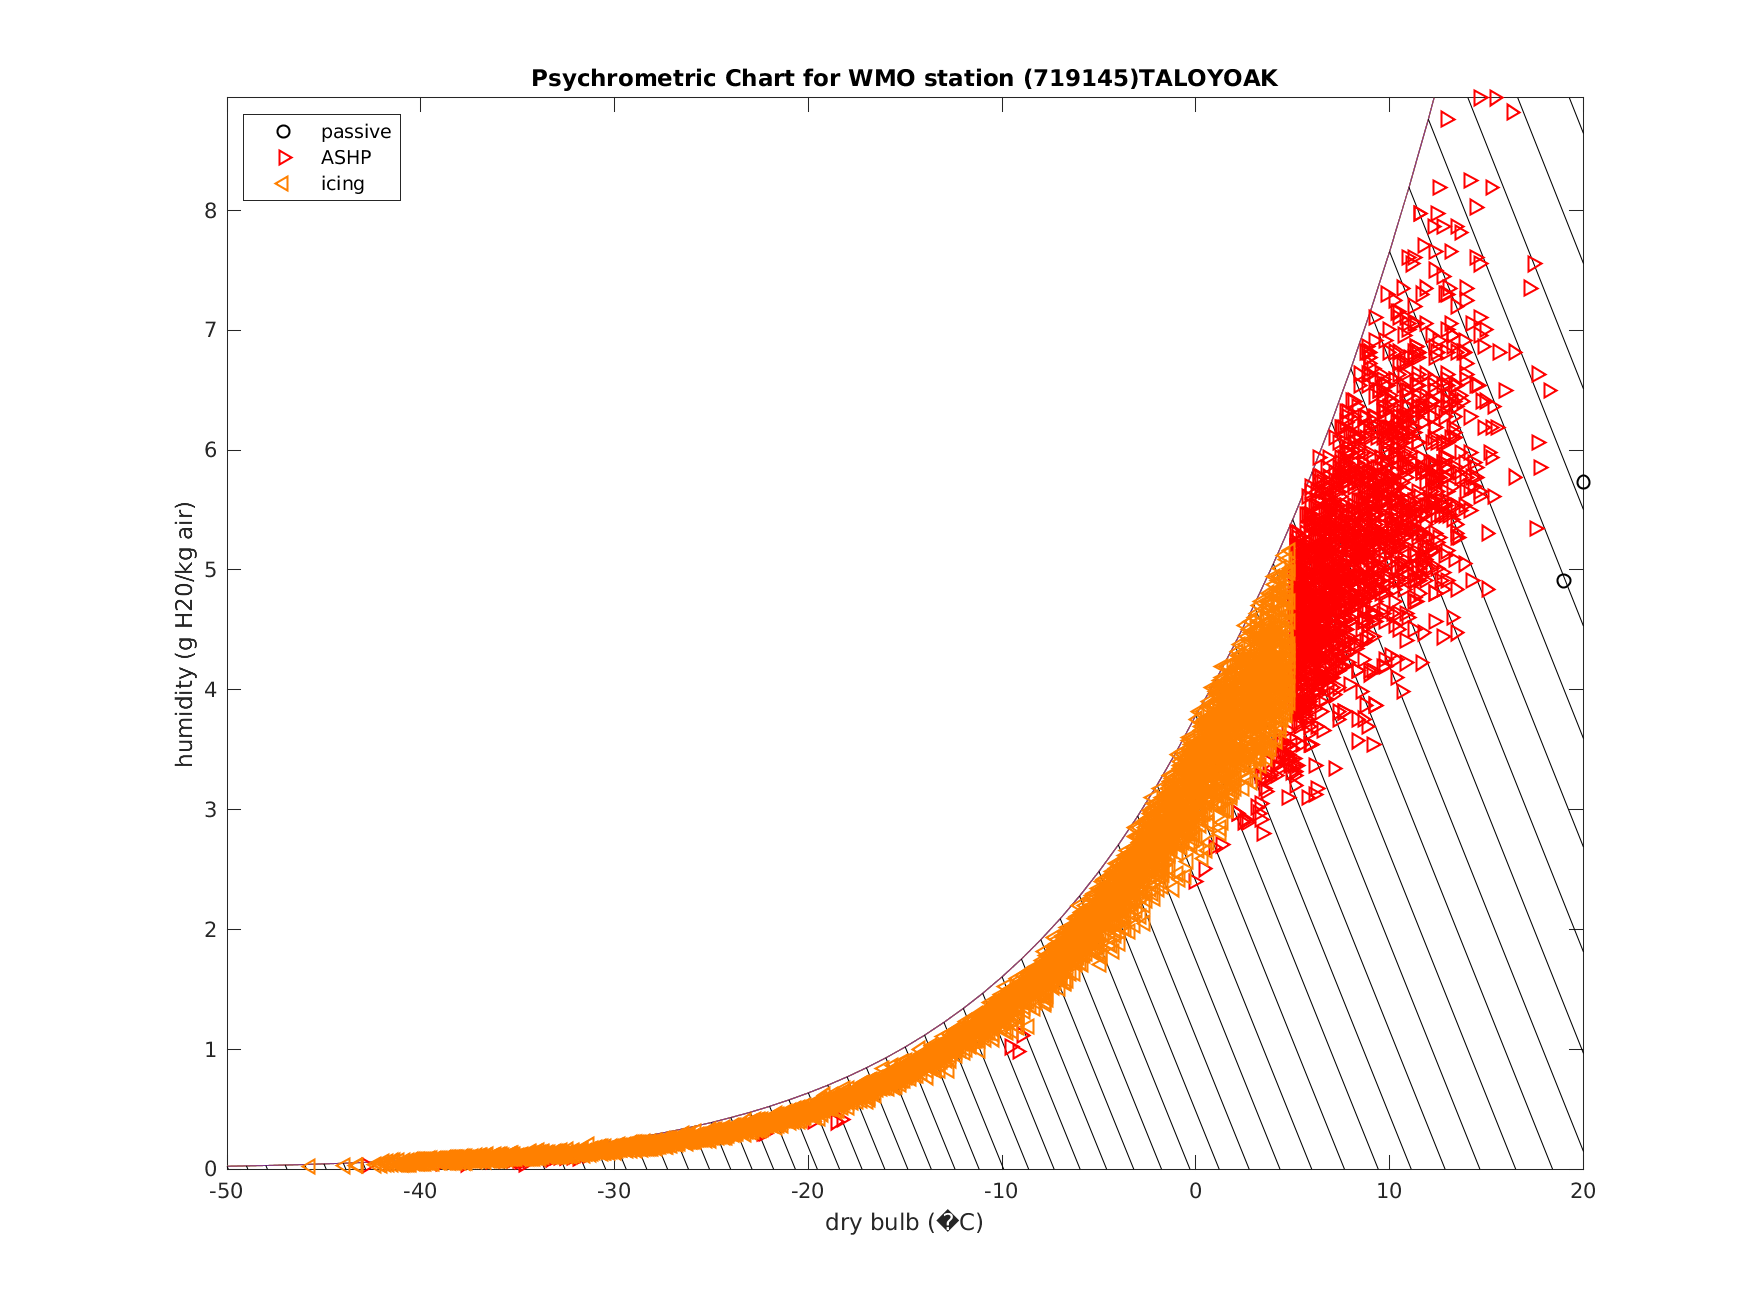 Psychrometric Chart for WMO station (719145)TALOYOAK
passive
ASHP
icing
humidity (g H20/kg air)
8
7
6
5
4
3
2
1
0
-50 -40 -30 -20 -10 0 10 20
dry bulb (�C)